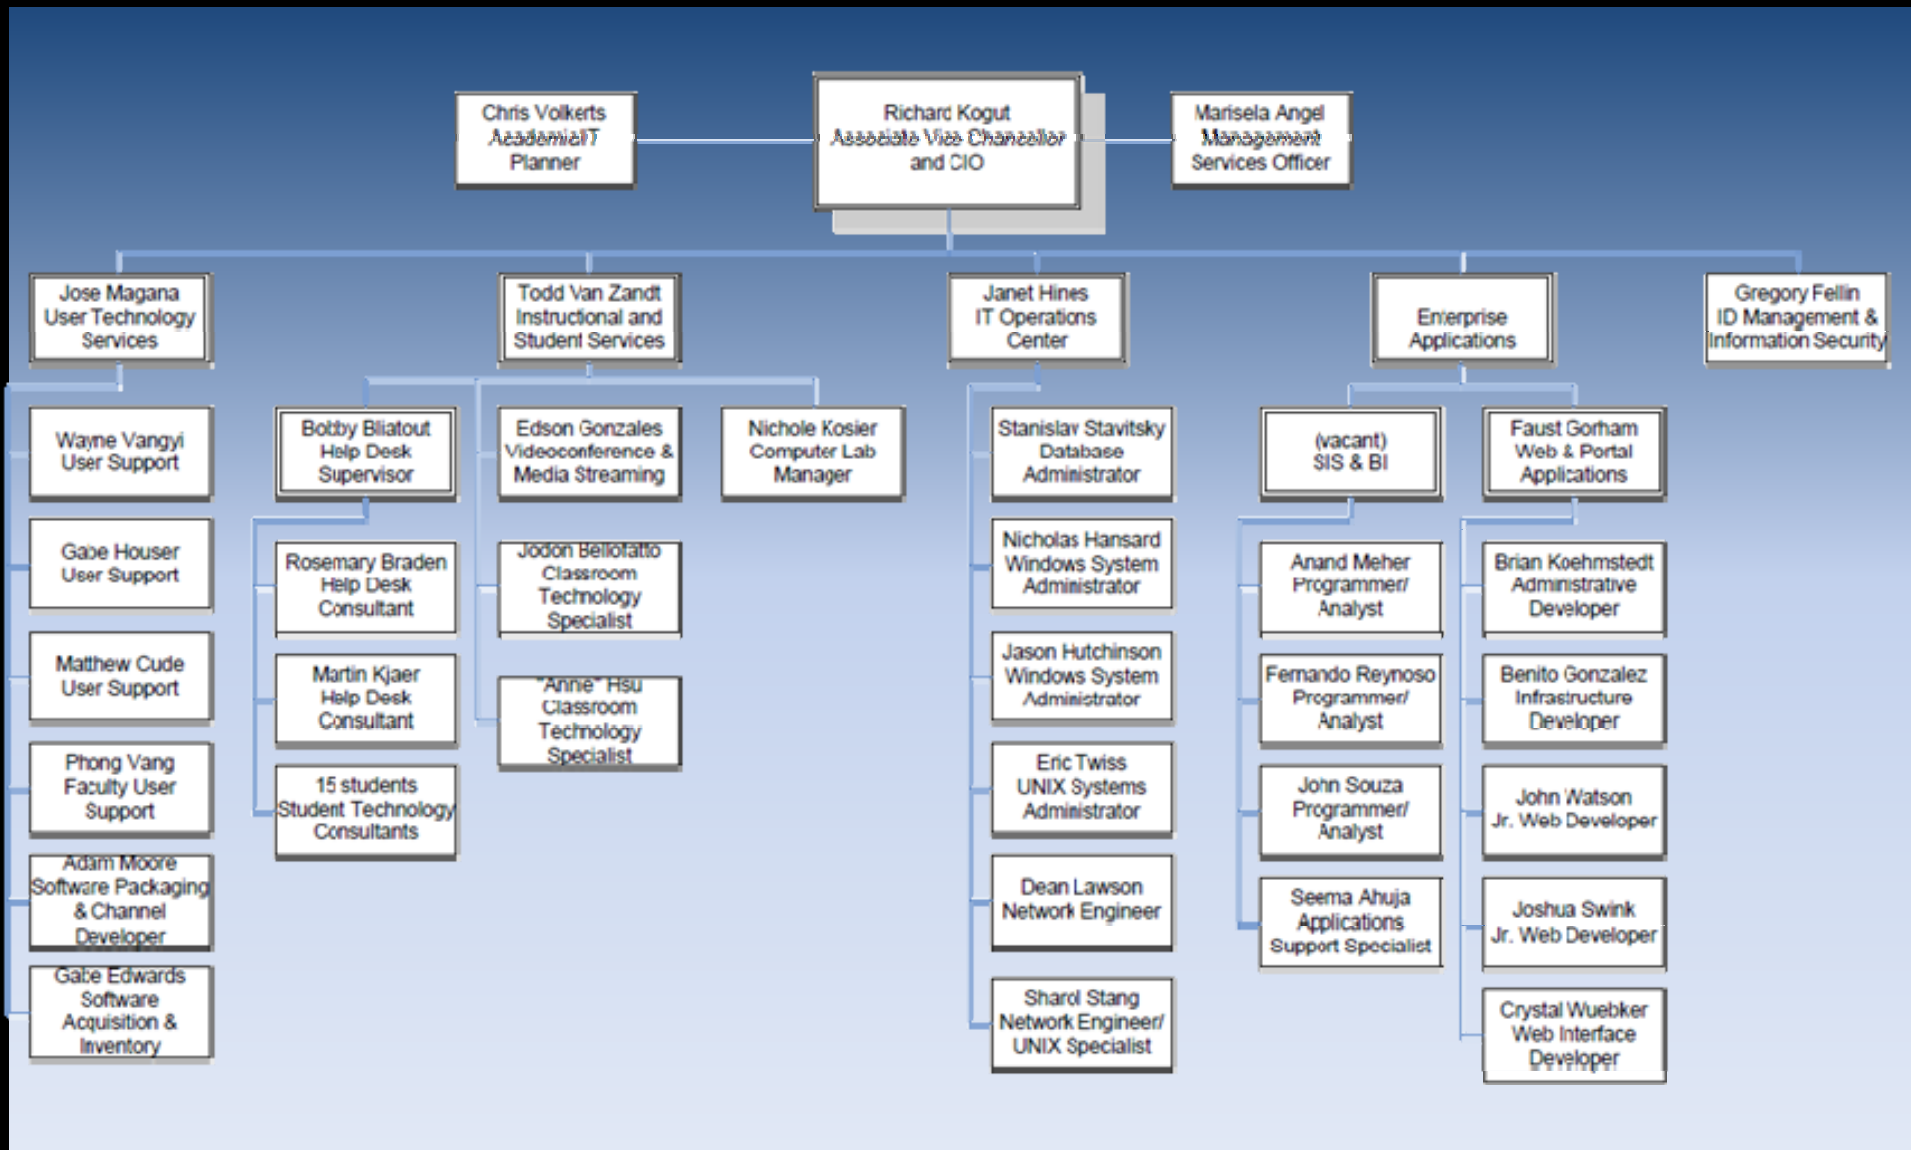 Chris Volkerts
Academic/IT
Planner
Richard Kogut
Associate Vice Chancellor
and CIO
Marisela Angel
Management
Services Officer
Jose Magana
User Technology
Services
Todd Van Zandt
Instructional and
Student Services
Janet Hines
IT Operations
Center
Enterprise
Applications
Gregory Fellin
ID Management &
Information Security
Wayne Vangyi
User Support
Gabe Houser
User Support
Matthew Cude
User Support
Phong Vang
Faculty User
Support
Adam Moore
Software Packaging
& Channel
Developer
Gabe Edwards
Software
Acquisition &
Inventory
Bobby Bliatout
Help Desk
Supervisor
Rosemary Braden
Help Desk
Consultant
Martin Kjaer
Help Desk
Consultant
15 students
Student Technology
Consultants
Edson Gonzales
Videoconference &
Media Streaming
Jodon Bellofatto
Classroom
Technology
Specialist
"Annie" Hsu
Classroom
Technology
Specialist
Nichole Kosier
Computer Lab
Manager
Stanislav Stavitsky
Database
Administrator
Nicholas Hansard
Windows System
Administrator
Jason Hutchinson
Windows System
Administrator
Eric Twiss
UNIX Systems
Administrator
Dean Lawson
Network Engineer
Sharol Stang
Network Engineer/
UNIX Specialist
(vacant)
SIS & BI
Anand Meher
Programmer/
Analyst
Fernando Reynoso
Programmer/
Analyst
John Souza
Programmer/
Analyst
Seema Ahuja
Applications
Support Specialist
Faust Gorham
Web & Portal
Applications
Brian Koehmstedt
Administrative
Developer
Benito Gonzalez
Infrastructure
Developer
John Watson
Jr. Web Developer
Joshua Swink
Jr. Web Developer
Crystal Wuebker
Web Interface
Developer